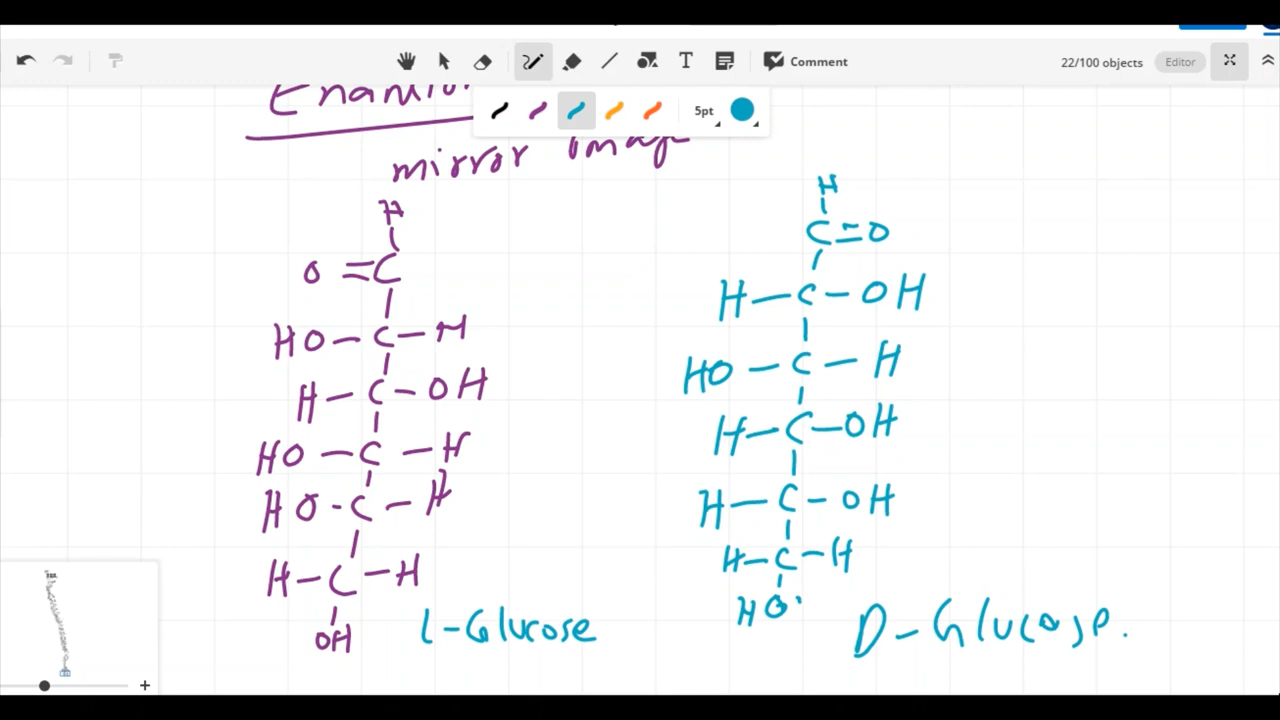 Comment
22/100 objects
Editor
5pt
mirror image
H
O=C
HO-C-H
H-C-OH
HO-C-H
HO-C-H
H-C-H
OH
L-Glucose
H
C=O
H-C-OH
HO-C-H
H-C-OH
H-C-OH
H-C-H
HO
D-Glucose.